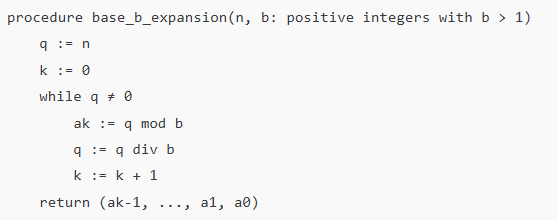 procedure base_b_expansion(n, b: positive integers with b > 1)
    q := n
    k := 0
    while q ≠ 0
        ak := q mod b
        q := q div b
        k := k + 1
    return (ak-1, ..., a1, a0)